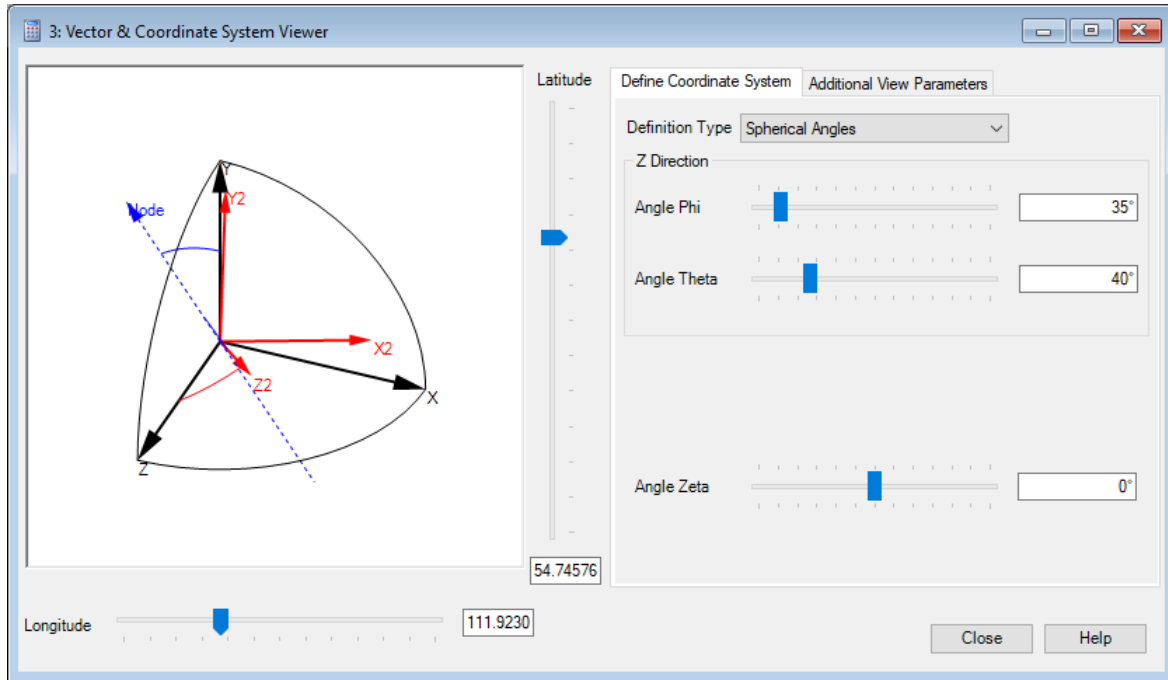 3: Vector & Coordinate System Viewer
Latitude
Define Coordinate System
Additional View Parameters
Definition Type
Spherical Angles
Z Direction
Angle Phi
35°
Angle Theta
40°
Angle Zeta
0°
Y
Y2
Node
X2
Z2
X
Z
54.74576
Longitude
111.9230
Close
Help